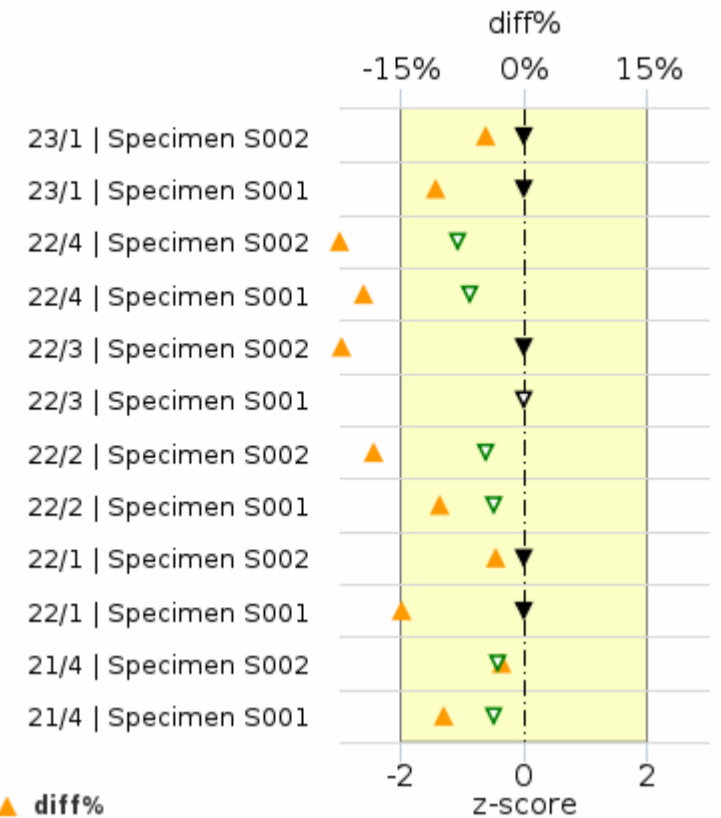 diff%
-15% 0% 15%
23/1 | Specimen S002
23/1 | Specimen S001
22/4 | Specimen S002
22/4 | Specimen S001
22/3 | Specimen S002
22/3 | Specimen S001
22/2 | Specimen S002
22/2 | Specimen S001
22/1 | Specimen S002
22/1 | Specimen S001
21/4 | Specimen S002
21/4 | Specimen S001
-2 0 2
z-score
diff%